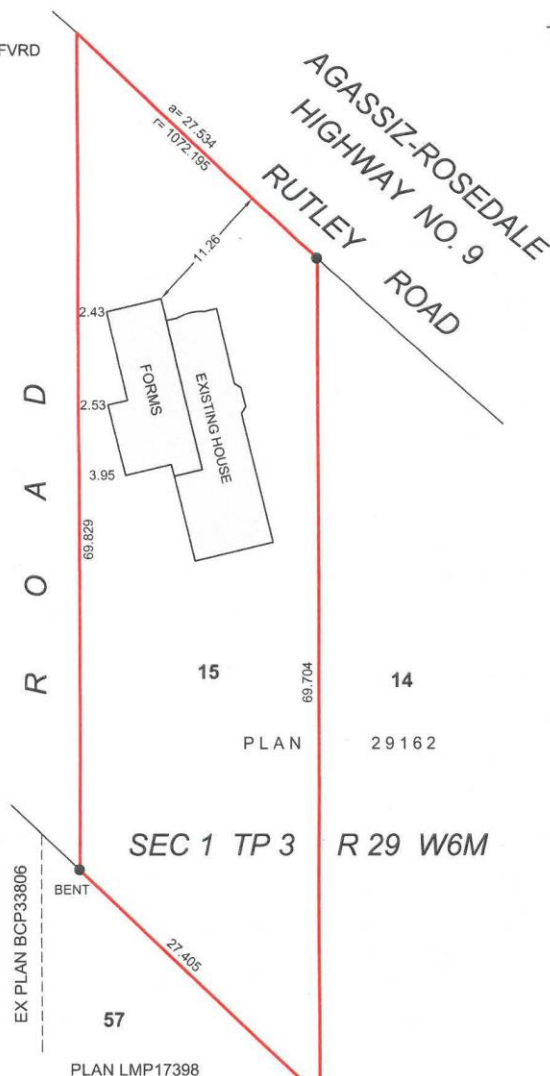 FVRD
AGASSIZ-ROSEDALE
HIGHWAY NO. 9
RUTLEY ROAD
a= 27.534
r= 1072.195
11.26
2.43
FORMS
EXISTING HOUSE
2.53
3.95
ROAD
69.829
15
69.704
14
PLAN 29162
SEC 1 TP 3 R 29 W6M
BENT
EX PLAN BCP33806
27.405
57
PLAN LMP17398